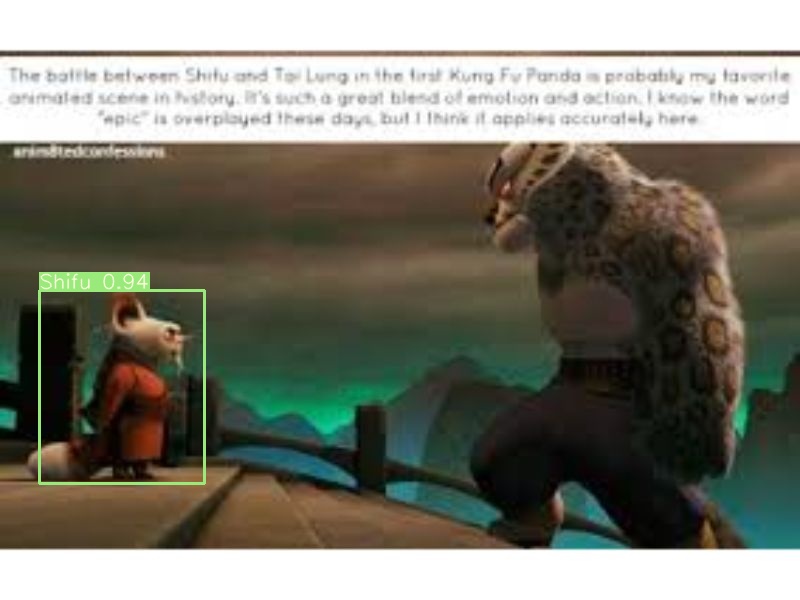 The battle between Shifu and Tai Lung in the first Kung Fu Panda is probably my favorite
animated scene in history. It's such a great blend of emotion and action. I know the word
"epic" is overplayed these days, but I think it applies accurately here.
anim8tedconfessions
Shifu 0.94